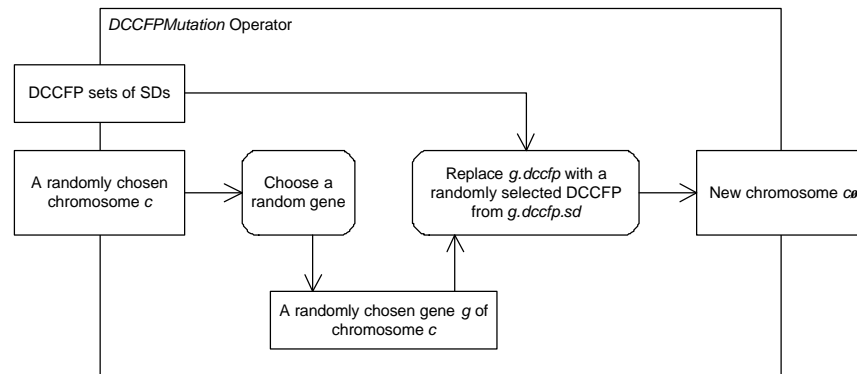 DCCFPMutation Operator
DCCFP sets of SDs
A randomly chosen
chromosome c
Choose a
random gene
Replace g.dccfp with a
randomly selected DCCFP
from g.dccfp.sd
New chromosome
A randomly chosen gene g of
chromosome c